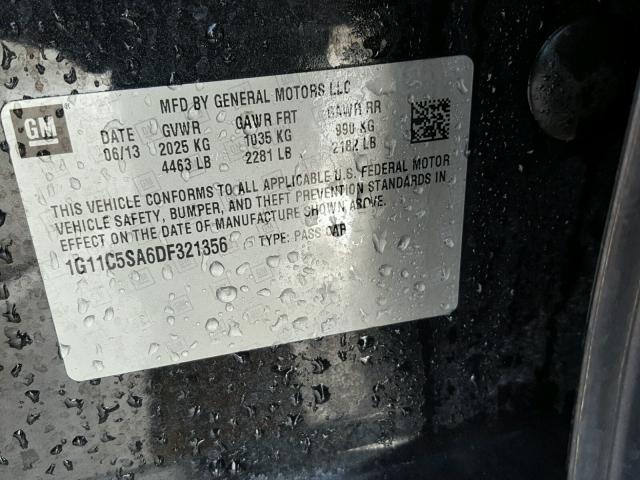 MFD BY GENERAL MOTORS LLC
GM
DATE GVWR GAWR FRT GAWR RR
06/13 2025 KG 1035 KG 990 KG
4463 LB 2281 LB 2182 LB
THIS VEHICLE CONFORMS TO ALL APPLICABLE U.S. FEDERAL MOTOR
VEHICLE SAFETY, BUMPER, AND THEFT PREVENTION STANDARDS IN
EFFECT ON THE DATE OF MANUFACTURE SHOWN ABOVE.
1G11C5SA6DF321356 TYPE: PASS CAR